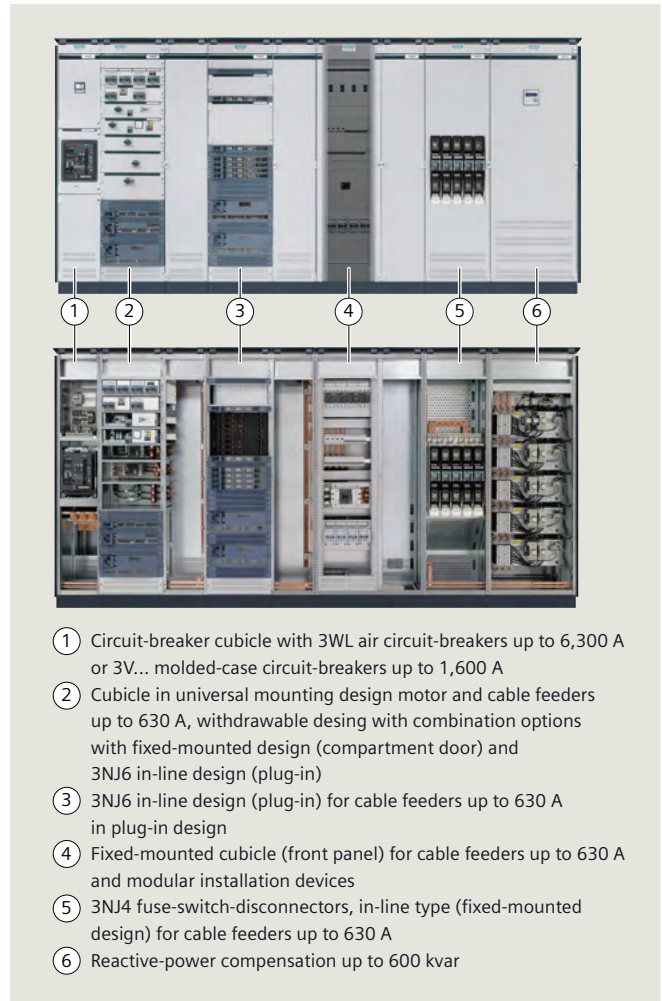 1 2 3 4 5 6
1 Circuit-breaker cubicle with 3WL air circuit-breakers up to 6,300 A
or 3V... molded-case circuit-breakers up to 1,600 A
2 Cubicle in universal mounting design motor and cable feeders
up to 630 A, withdrawable desing with combination options
with fixed-mounted design (compartment door) and
3NJ6 in-line design (plug-in)
3 3NJ6 in-line design (plug-in) for cable feeders up to 630 A
in plug-in design
4 Fixed-mounted cubicle (front panel) for cable feeders up to 630 A
and modular installation devices
5 3NJ4 fuse-switch-disconnectors, in-line type (fixed-mounted
design) for cable feeders up to 630 A
6 Reactive-power compensation up to 600 kvar